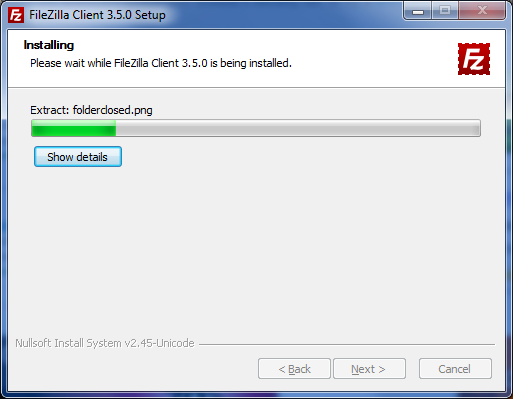 FZ FileZilla Client 3.5.0 Setup
Installing
Please wait while FileZilla Client 3.5.0 is being installed.
FZ
Extract: folderclosed.png
Show details
Nullsoft Install System v2.45-Unicode
< Back Next > Cancel